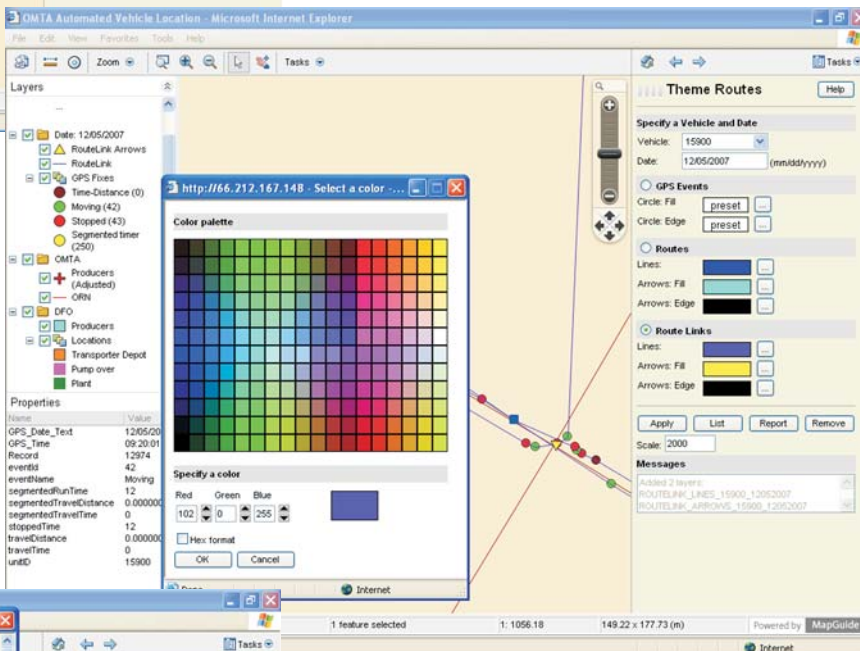 OMTA Automated Vehicle Location - Microsoft Internet Explorer
File Edit View Favorites Tools Help
Zoom
Tasks
Tasks
Layers
...
Date: 12/05/2007
RouteLink Arrows
RouteLink
GPS Fixes
Time-Distance (0)
Moving (42)
Stopped (43)
Segmented timer
(250)
OMTA
Producers
(Adjusted)
ORN
DFO
Producers
Locations
Transporter Depot
Pump over
Plant
Properties
Name Value
GPS_Date_Text 12/05/20
GPS_Time 09:20:01
Record 12974
eventId 42
eventName Moving
segmentedRunTime 12
segmentedTravelDistance 0.000000
segmentedTravelTime 0
stoppedTime 12
travelDistance 0.000000
travelTime 0
unitID 15900
http://66.212.167.148 - Select a color - ...
Color palette
Specify a color
Red Green Blue
102 0 255
Hex format
OK Cancel
Done Internet
Theme Routes
Help
Specify a Vehicle and Date
Vehicle: 15900
Date: 12/05/2007 (mm/dd/yyyy)
GPS Events
Circle: Fill preset ...
Circle: Edge preset ...
Routes
Lines: ...
Arrows: Fill ...
Arrows: Edge ...
Route Links
Lines: ...
Arrows: Fill ...
Arrows: Edge ...
Apply List Report Remove
Scale: 2000
Messages
Added 2 layers:
ROUTELINK_LINES_15900_12052007
ROUTELINK_ARROWS_15900_12052007
1 feature selected 1: 1056.18 149.22 x 177.73 (m) Powered by MapGuide
Internet
Tasks